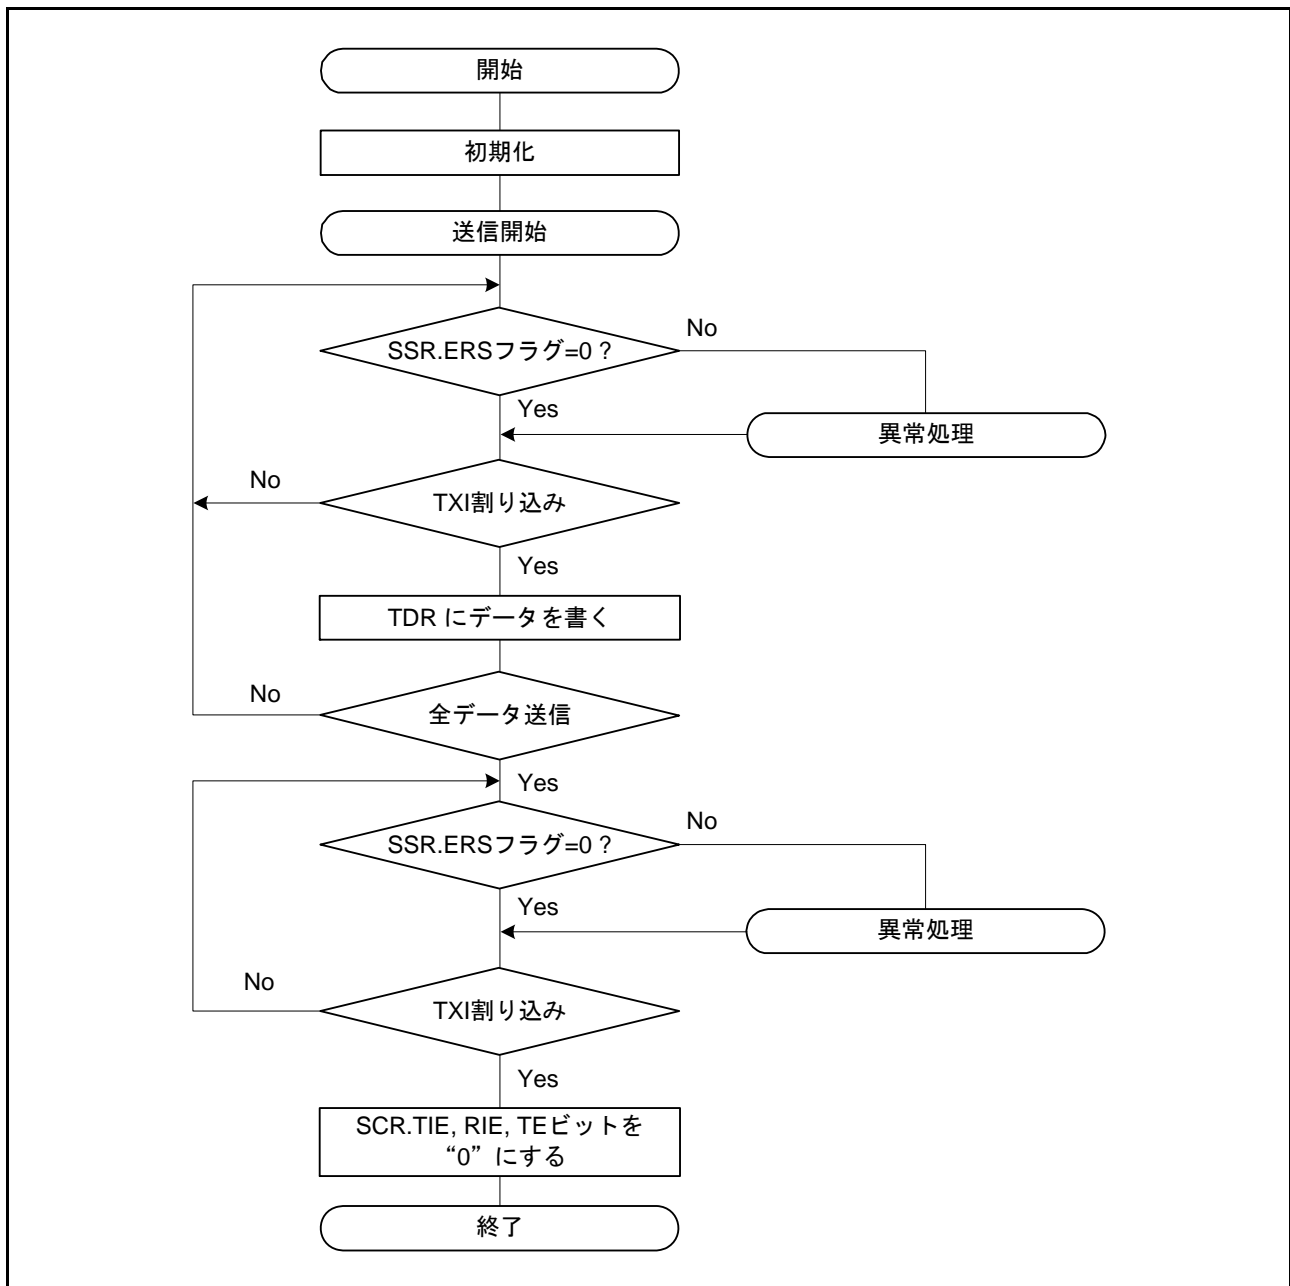 開始
初期化
送信開始
SSR.ERSフラグ=0 ?
No
Yes
異常処理
No
TXI割り込み
Yes
TDR にデータを書く
No
全データ送信
Yes
SSR.ERSフラグ=0 ?
No
Yes
異常処理
No
TXI割り込み
Yes
SCR.TIE, RIE, TEビットを
“0”にする
終了